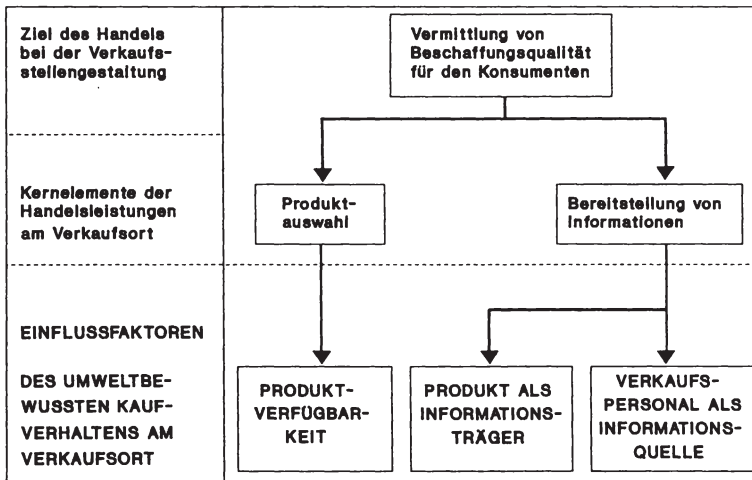 Ziel des Handels
bei der Verkaufs-
stellengestaltung
Vermittlung von
Beschaffungsqualität
für den Konsumenten
Kernelemente der
Handelsleistungen
am Verkaufsort
Produkt-
auswahl
Bereitstellung von
Informationen
EINFLUSSFAKTOREN
DES UMWELTBE-
WUSSTEN KAUF-
VERHALTENS AM
VERKAUFSORT
PRODUKT-
VERFÜGBAR-
KEIT
PRODUKT ALS
INFORMATIONS-
TRÄGER
VERKAUFS-
PERSONAL ALS
INFORMATIONS-
QUELLE